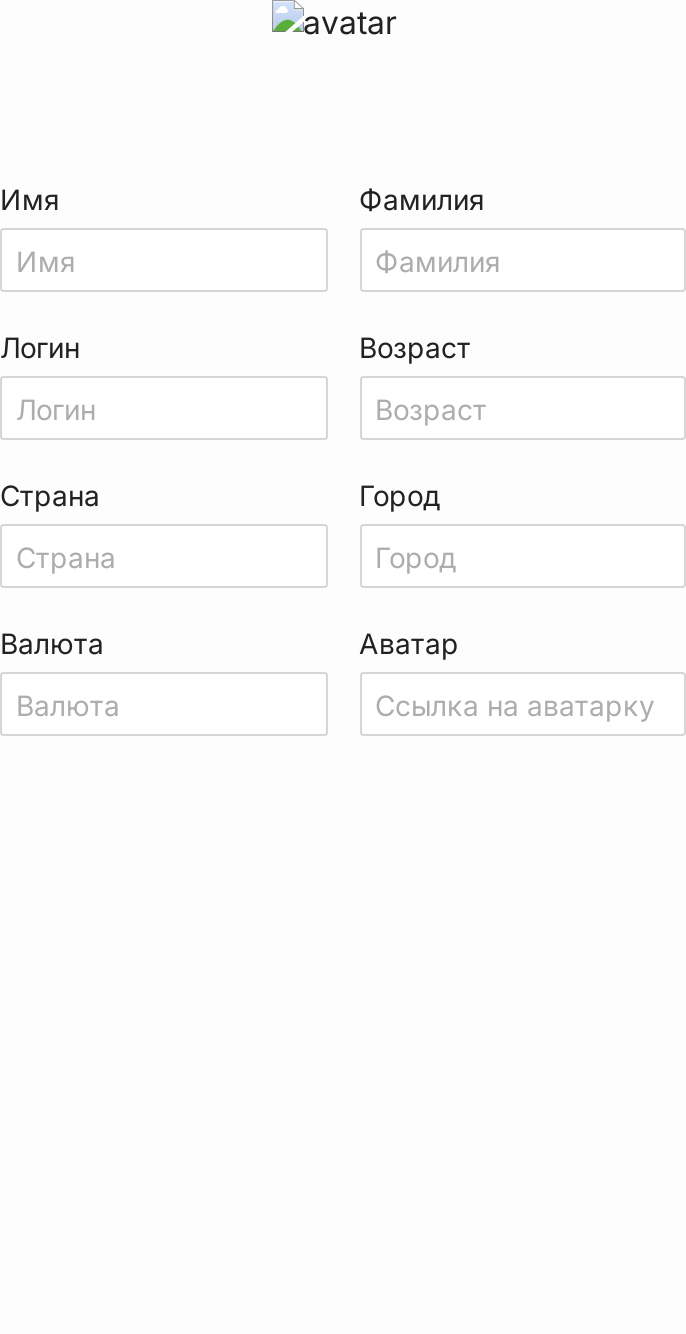 avatar
Имя
Фамилия
Имя
Фамилия
Логин
Возраст
Логин
Возраст
Страна
Город
Страна
Город
Валюта
Аватар
Валюта
Ссылка на аватарку